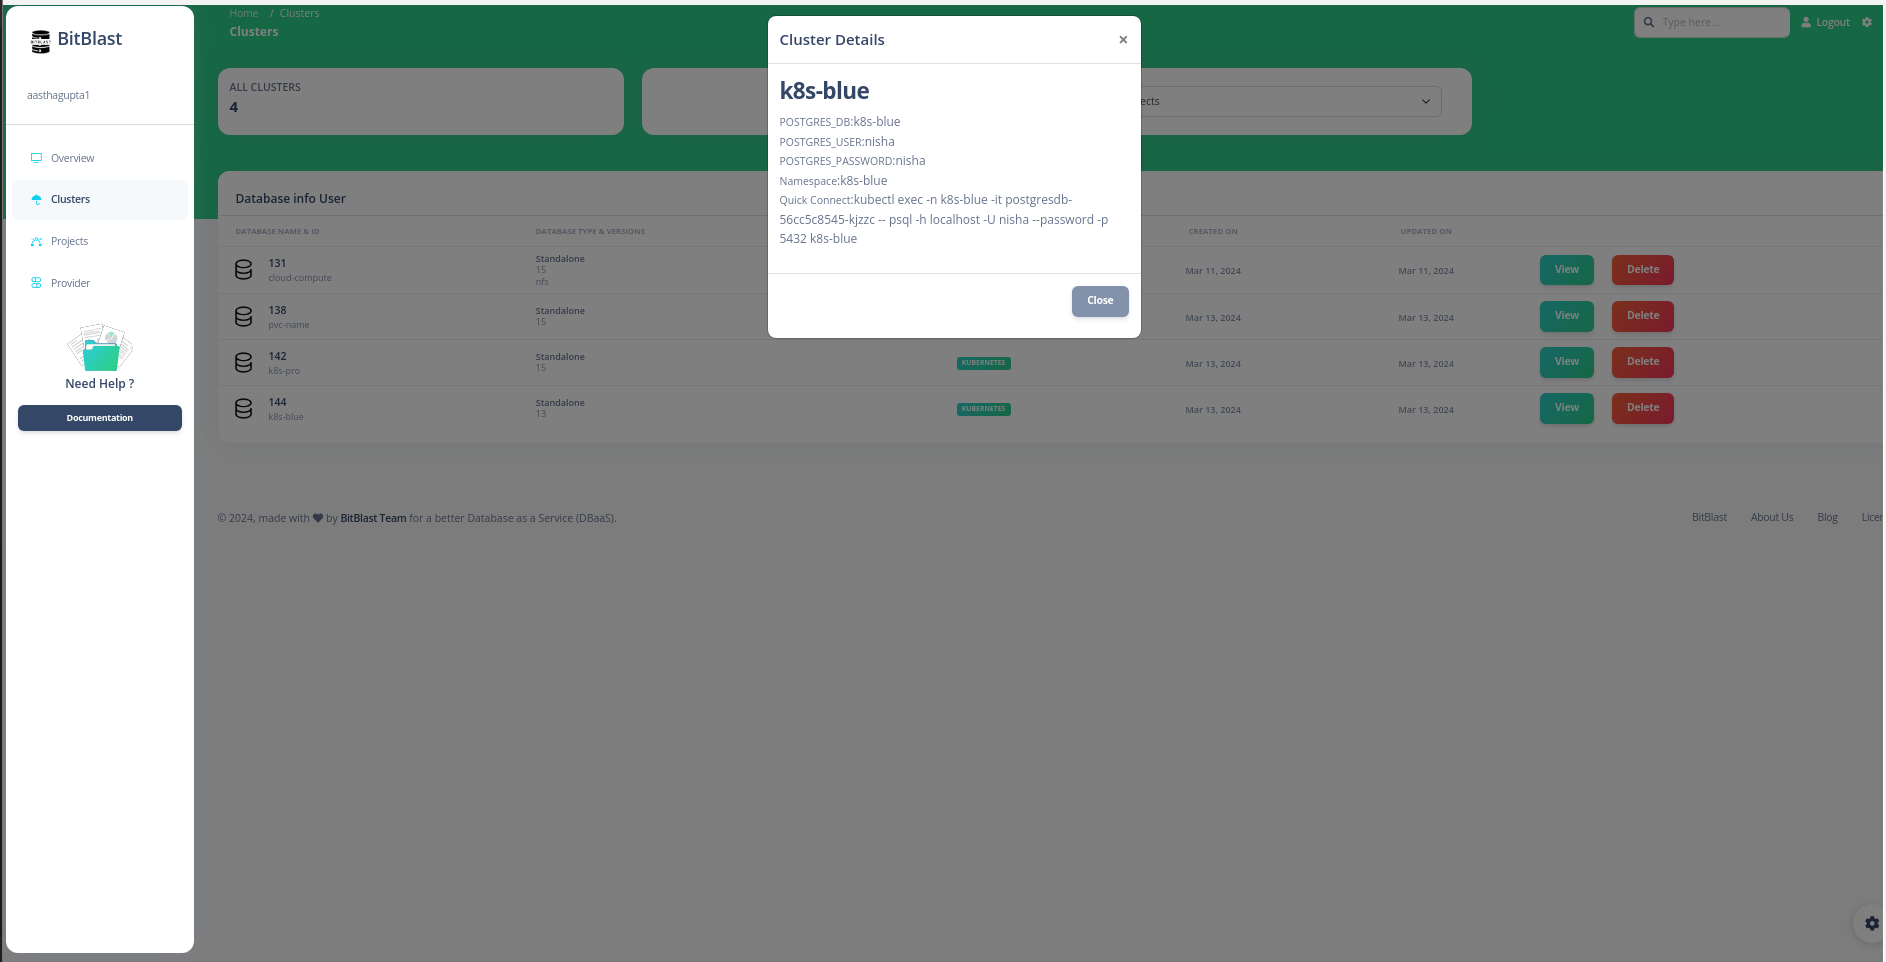 BitBlast
aasthagupta1
Overview
Clusters
Projects
Provider
Need Help ?
Documentation
Home / Clusters
Clusters
Type here...
Logout
ALL CLUSTERS
4
ects
Database info User
DATABASE NAME & ID DATABASE TYPE & VERSIONS CREATED ON UPDATED ON
131
cloud-compute
Standalone
15
nfs
Mar 11, 2024 Mar 11, 2024 View Delete
138
pvc-name
Standalone
15
Mar 13, 2024 Mar 13, 2024 View Delete
142
k8s-pro
Standalone
15
KUBERNETES Mar 13, 2024 Mar 13, 2024 View Delete
144
k8s-blue
Standalone
13
KUBERNETES Mar 13, 2024 Mar 13, 2024 View Delete
Cluster Details ×
k8s-blue
POSTGRES_DB:k8s-blue
POSTGRES_USER:nisha
POSTGRES_PASSWORD:nisha
Namespace:k8s-blue
Quick Connect:kubectl exec -n k8s-blue -it postgresdb-
56cc5c8545-kjzzc -- psql -h localhost -U nisha --password -p
5432 k8s-blue
Close
© 2024, made with ♥ by BitBlast Team for a better Database as a Service (DBaaS).
BitBlast About Us Blog Licen